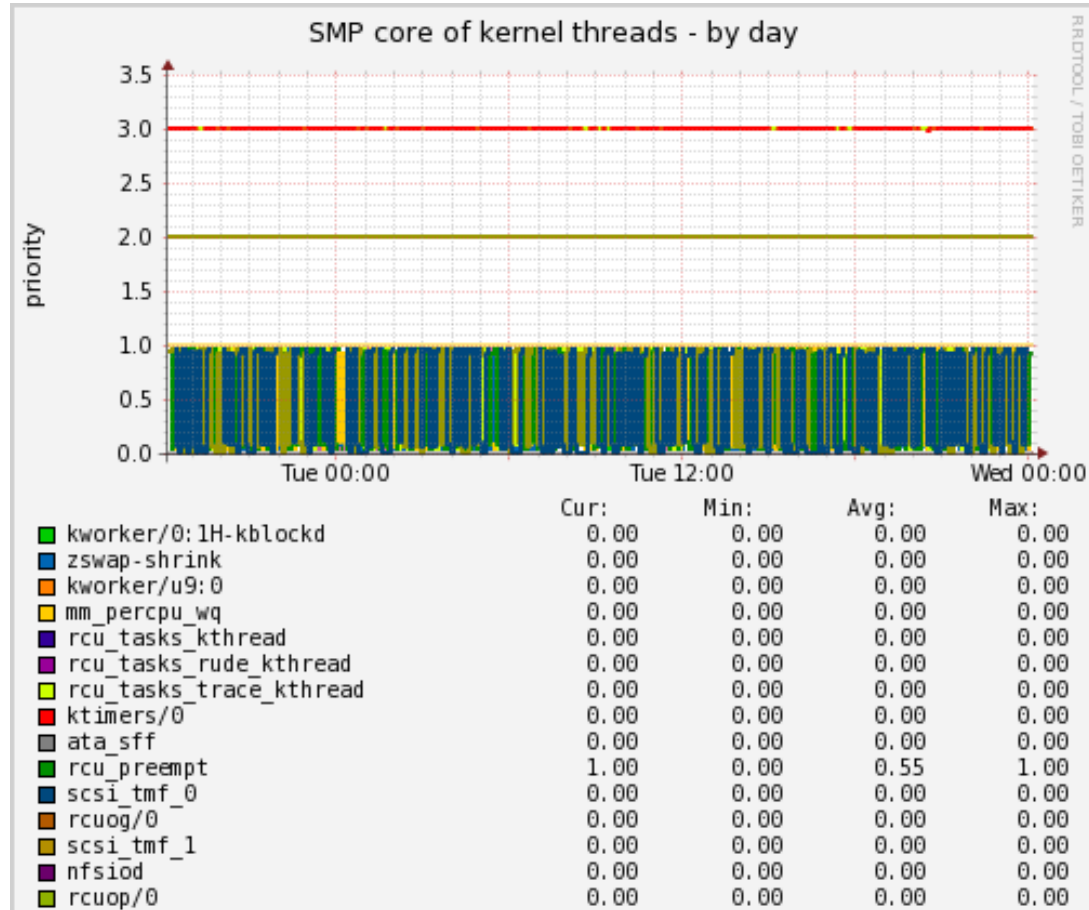 SMP core of kernel threads - by day
RRDTOOL / TOBI OETIKER
priority
3.5
3.0
2.5
2.0
1.5
1.0
0.5
0.0
Tue 00:00 Tue 12:00 Wed 00:00
Cur: Min: Avg: Max:
kworker/0:1H-kblockd 0.00 0.00 0.00 0.00
zswap-shrink 0.00 0.00 0.00 0.00
kworker/u9:0 0.00 0.00 0.00 0.00
mm_percpu_wq 0.00 0.00 0.00 0.00
rcu_tasks_kthread 0.00 0.00 0.00 0.00
rcu_tasks_rude_kthread 0.00 0.00 0.00 0.00
rcu_tasks_trace_kthread 0.00 0.00 0.00 0.00
ktimers/0 0.00 0.00 0.00 0.00
ata_sff 0.00 0.00 0.00 0.00
rcu_preempt 1.00 0.00 0.55 1.00
scsi_tmf_0 0.00 0.00 0.00 0.00
rcuog/0 0.00 0.00 0.00 0.00
scsi_tmf_1 0.00 0.00 0.00 0.00
nfsiod 0.00 0.00 0.00 0.00
rcuop/0 0.00 0.00 0.00 0.00